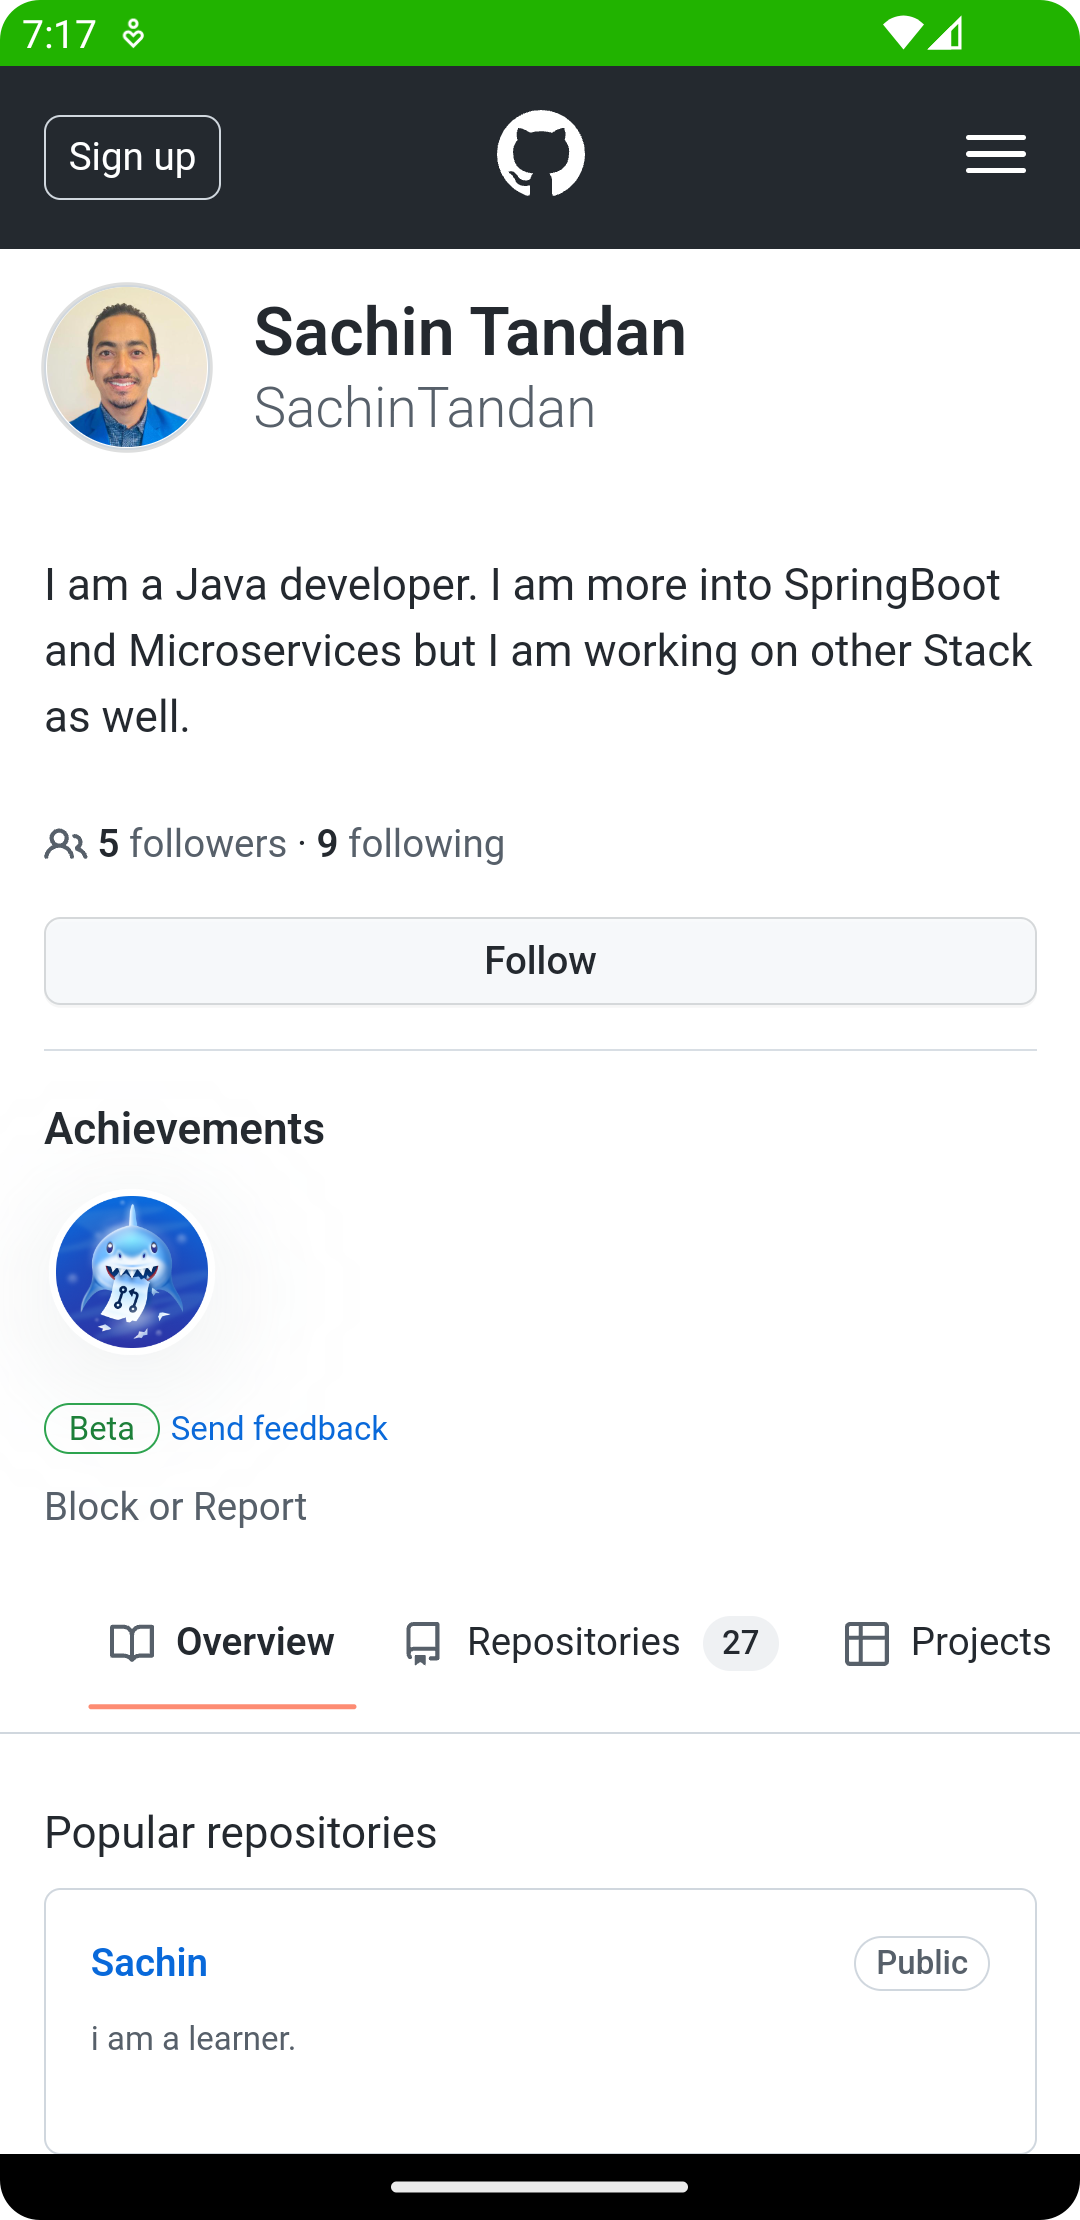 7:17
Sign up
Sachin Tandan
SachinTandan
I am a Java developer. I am more into SpringBoot
and Microservices but I am working on other Stack
as well.
5 followers · 9 following
Follow
Achievements
Beta Send feedback
Block or Report
Overview Repositories 27 Projects
Popular repositories
Sachin Public
i am a learner.